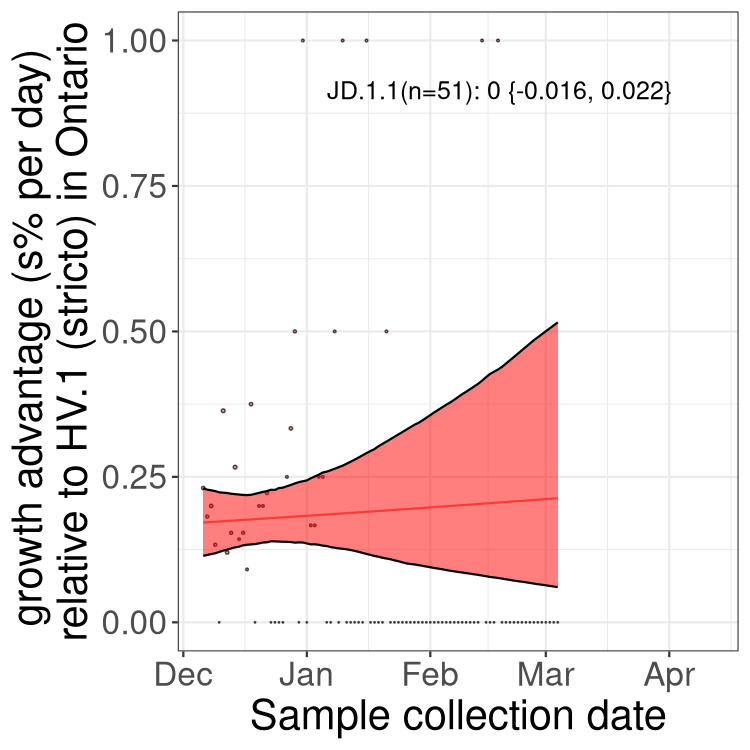 growth advantage (s% per day)
relative to HV.1 (stricto) in Ontario
1.00
0.75
0.50
0.25
0.00
JD.1.1(n=51): 0 {-0.016, 0.022}
Dec Jan Feb Mar Apr
Sample collection date